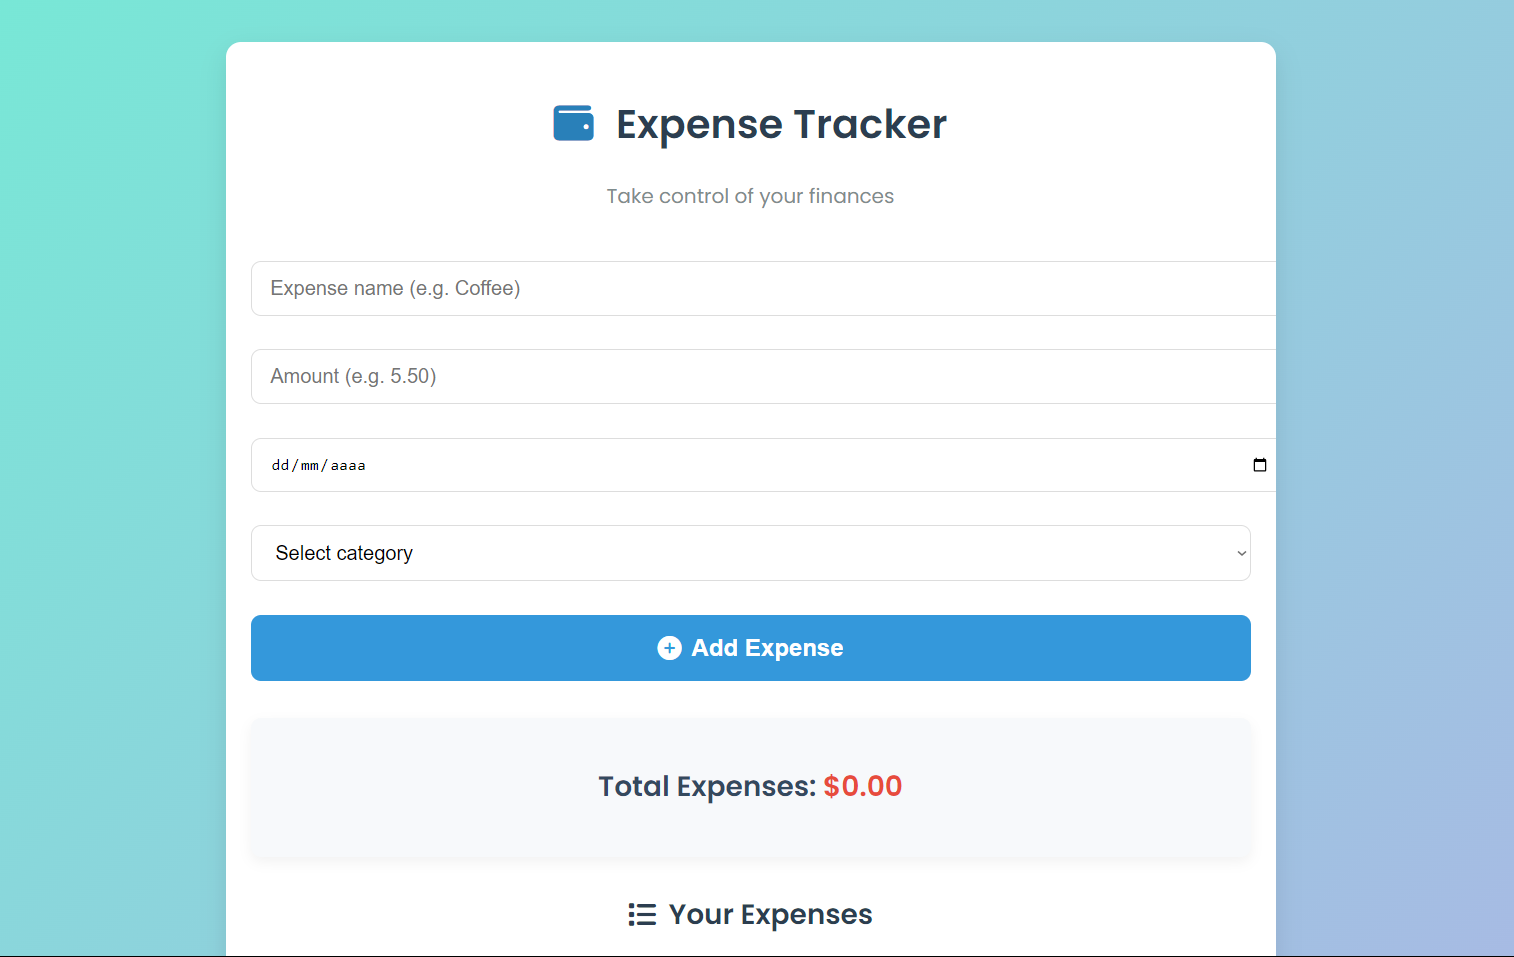 Expense Tracker
Take control of your finances
Expense name (e.g. Coffee)
Amount (e.g. 5.50)
dd/mm/aaaa
Select category
Add Expense
Total Expenses: $0.00
Your Expenses